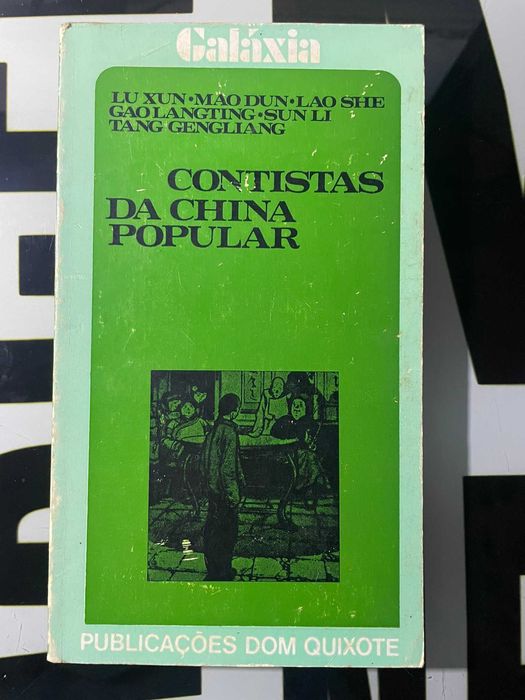 Galáxia
LU XUN•MAO DUN•LAO SHE
GAO LANGTING•SUN LI
TANG GENGLIANG
CONTISTAS
DA CHINA
POPULAR
PUBLICAÇÕES DOM QUIXOTE